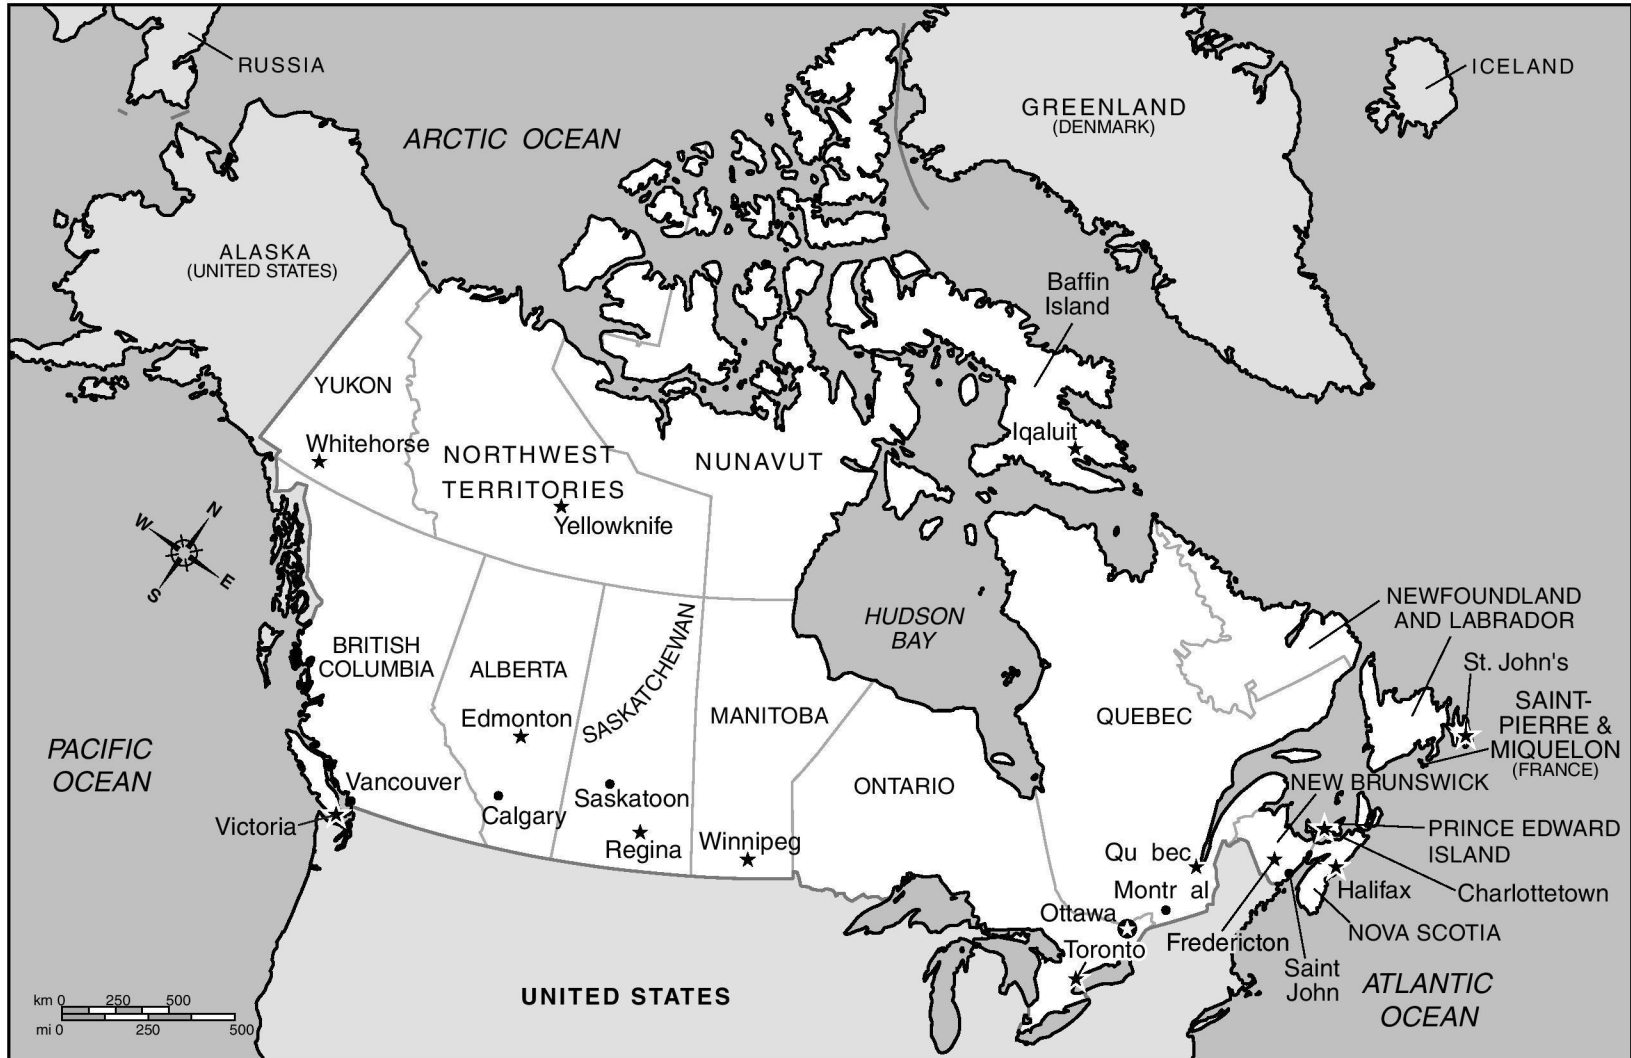 RUSSIA
ICELAND
GREENLAND
(DENMARK)
ARCTIC OCEAN
ALASKA
(UNITED STATES)
Baffin
Island
YUKON
Whitehorse
NORTHWEST
TERRITORIES
Yellowknife
NUNAVUT
Iqaluit
N
W
E
S
HUDSON
BAY
NEWFOUNDLAND
AND LABRADOR
St. John's
SAINT-
PIERRE &
MIQUELON
(FRANCE)
BRITISH
COLUMBIA
ALBERTA
Edmonton
SASKATCHEWAN
MANITOBA
QUEBEC
PACIFIC
OCEAN
Vancouver
Victoria
Calgary
Saskatoon
Regina
Winnipeg
ONTARIO
NEW BRUNSWICK
PRINCE EDWARD
ISLAND
Qu bec
Montr al
Ottawa
Toronto
Halifax
Charlottetown
NOVA SCOTIA
Fredericton
Saint
John
ATLANTIC
OCEAN
UNITED STATES
km 0 250 500
mi 0 250 500